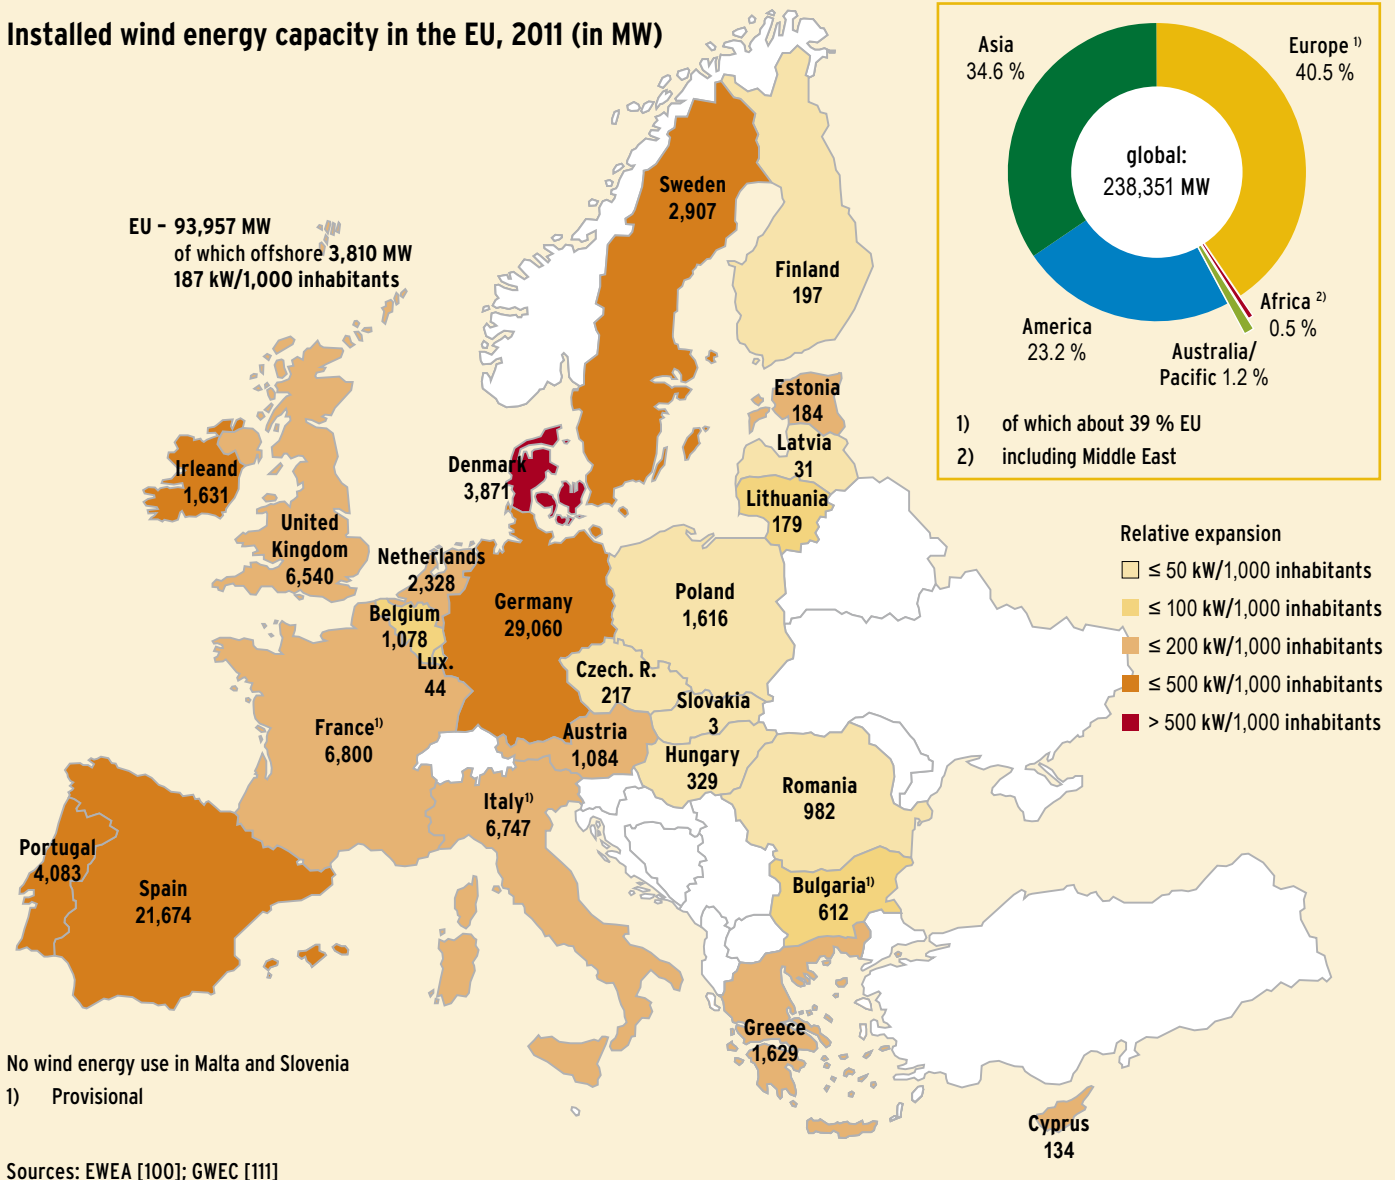 Installed wind energy capacity in the EU, 2011 (in MW)
EU – 93,957 MW
of which offshore 3,810 MW
187 kW/1,000 inhabitants
Asia
34.6 %
Europe 1)
40.5 %
global:
238,351 MW
America
23.2 %
Africa 2)
0.5 %
Australia/
Pacific 1.2 %
1) of which about 39 % EU
2) including Middle East
Sweden
2,907
Finland
197
Estonia
184
Latvia
31
Lithuania
179
Denmark
3,871
Irleand
1,631
United
Kingdom
6,540
Netherlands
2,328
Belgium
1,078
Lux.
44
Germany
29,060
Poland
1,616
Czech. R.
217
Slovakia
3
Austria
1,084
Hungary
329
France1)
6,800
Italy1)
6,747
Romania
982
Bulgaria1)
612
Portugal
4,083
Spain
21,674
Greece
1,629
Cyprus
134
Relative expansion
≤ 50 kW/1,000 inhabitants
≤ 100 kW/1,000 inhabitants
≤ 200 kW/1,000 inhabitants
≤ 500 kW/1,000 inhabitants
> 500 kW/1,000 inhabitants
No wind energy use in Malta and Slovenia
1) Provisional
Sources: EWEA [100]; GWEC [111]